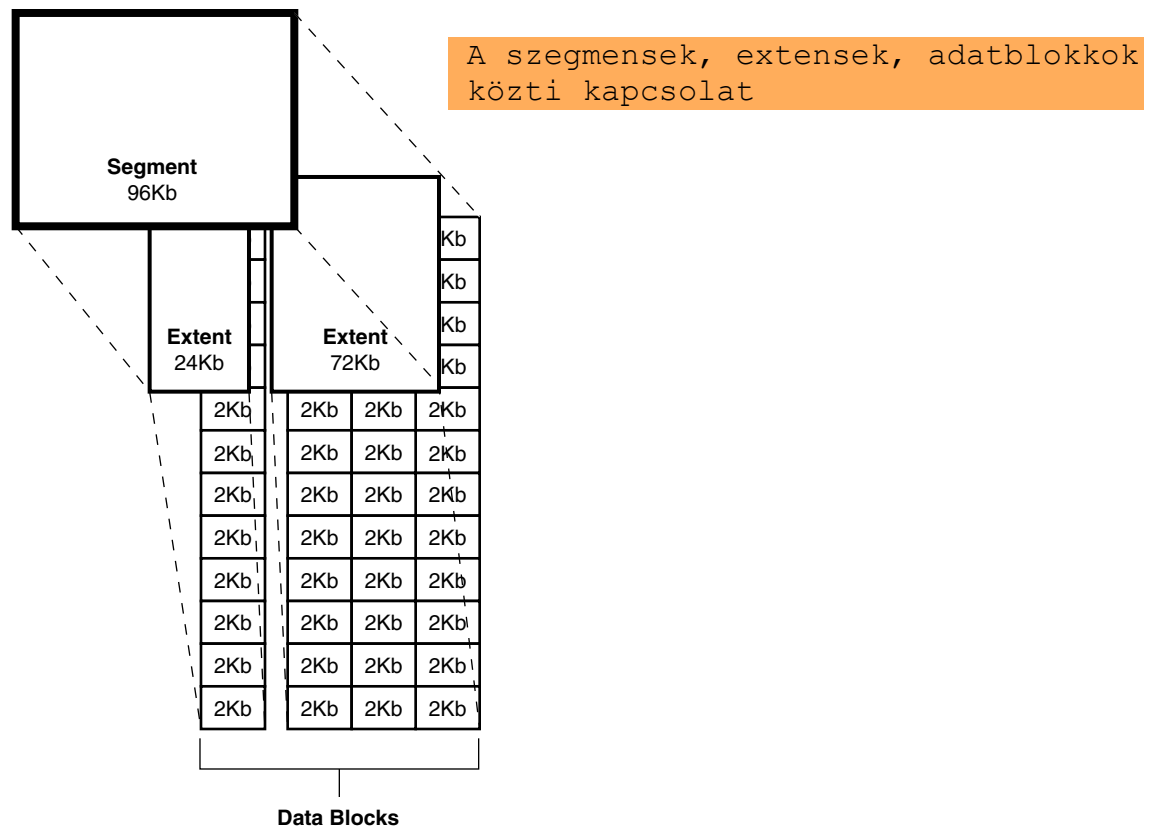 A szegmensek, extensek, adatblokkok
közti kapcsolat
Segment
96Kb
Kb
Kb
Kb
Kb
Extent
24Kb
Extent
72Kb
2Kb 2Kb 2Kb 2Kb
2Kb 2Kb 2Kb 2Kb
2Kb 2Kb 2Kb 2Kb
2Kb 2Kb 2Kb 2Kb
2Kb 2Kb 2Kb 2Kb
2Kb 2Kb 2Kb 2Kb
2Kb 2Kb 2Kb 2Kb
2Kb 2Kb 2Kb 2Kb
Data Blocks